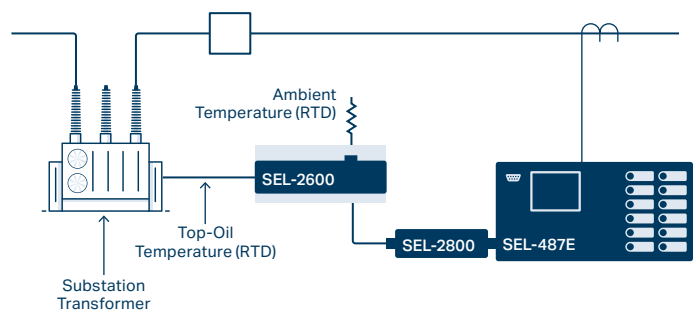 Ambient
Temperature (RTD)
SEL-2600
Top-Oil
Temperature (RTD)
SEL-2800
SEL-487E
Substation
Transformer